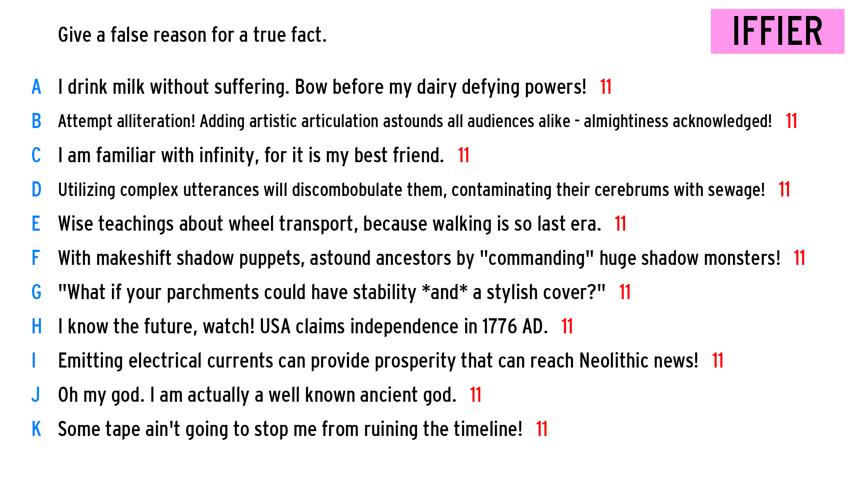 Give a false reason for a true fact.
IFFIER
A I drink milk without suffering. Bow before my dairy defying powers! 11
B Attempt alliteration! Adding artistic articulation astounds all audiences alike - almightiness acknowledged! 11
C I am familiar with infinity, for it is my best friend. 11
D Utilizing complex utterances will discombobulate them, contaminating their cerebrums with sewage! 11
E Wise teachings about wheel transport, because walking is so last era. 11
F With makeshift shadow puppets, astound ancestors by "commanding" huge shadow monsters! 11
G "What if your parchments could have stability *and* a stylish cover?" 11
H I know the future, watch! USA claims independence in 1776 AD. 11
I Emitting electrical currents can provide prosperity that can reach Neolithic news! 11
J Oh my god. I am actually a well known ancient god. 11
K Some tape ain't going to stop me from ruining the timeline! 11